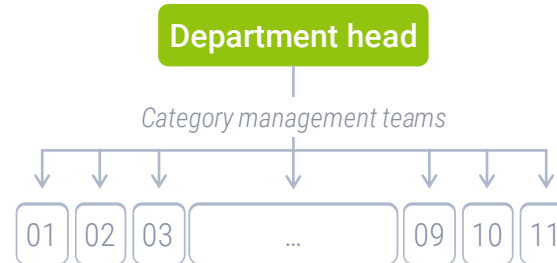 Department head
Category management teams
01 02 03 ... 09 10 11